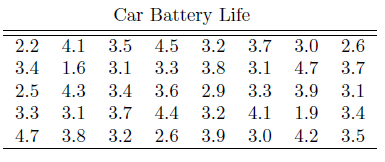 Car Battery Life
2.2 4.1 3.5 4.5 3.2 3.7 3.0 2.6
3.4 1.6 3.1 3.3 3.8 3.1 4.7 3.7
2.5 4.3 3.4 3.6 2.9 3.3 3.9 3.1
3.3 3.1 3.7 4.4 3.2 4.1 1.9 3.4
4.7 3.8 3.2 2.6 3.9 3.0 4.2 3.5